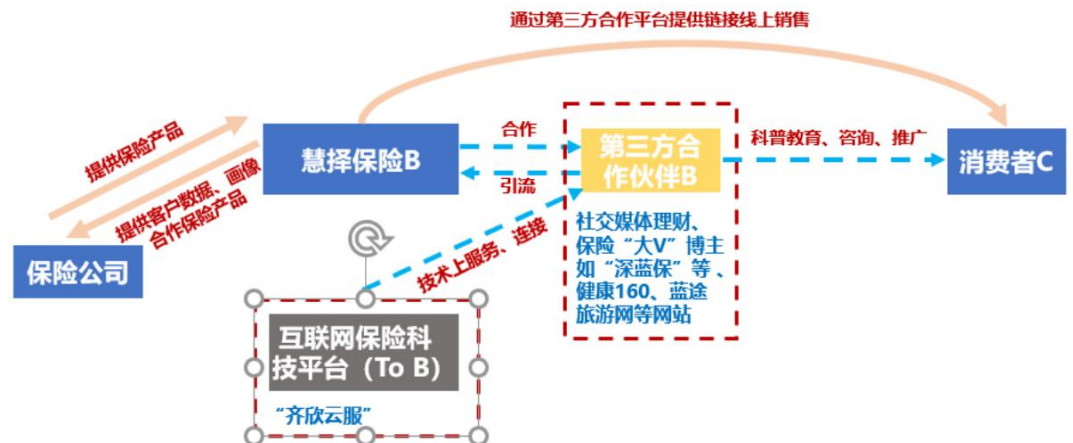 通过第三方合作平台提供链接线上销售
提供保险产品
提供客户数据、画像
合作保险产品
保险公司
慧择保险B
合作
引流
第三方合
作伙伴B
科普教育、咨询、推广
消费者C
社交媒体理财、
保险“大V”博主
如“深蓝保”等、
健康160、蓝途
旅游网等网站
技术上服务、连接
互联网保险科
技平台（To B）
“齐欣云服”